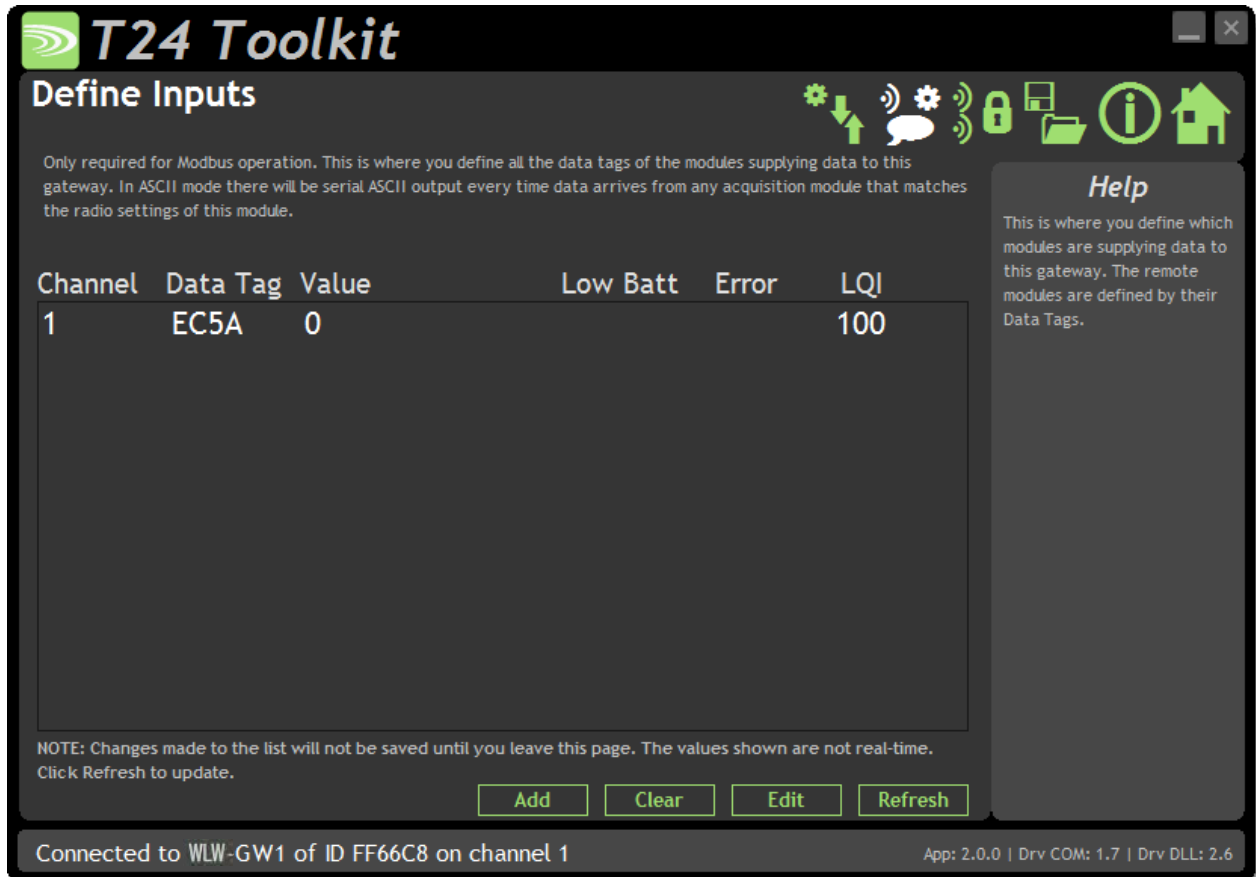 T24 Toolkit
Define Inputs
Only required for Modbus operation. This is where you define all the data tags of the modules supplying data to this
gateway. In ASCII mode there will be serial ASCII output every time data arrives from any acquisition module that matches
the radio settings of this module.
Channel Data Tag Value Low Batt Error LQI
1 EC5A 0 100
NOTE: Changes made to the list will not be saved until you leave this page. The values shown are not real-time.
Click Refresh to update.
Add Clear Edit Refresh
Help
This is where you define which
modules are supplying data to
this gateway. The remote
modules are defined by their
Data Tags.
Connected to WLW-GW1 of ID FF66C8 on channel 1
App: 2.0.0 | Drv COM: 1.7 | Drv DLL: 2.6